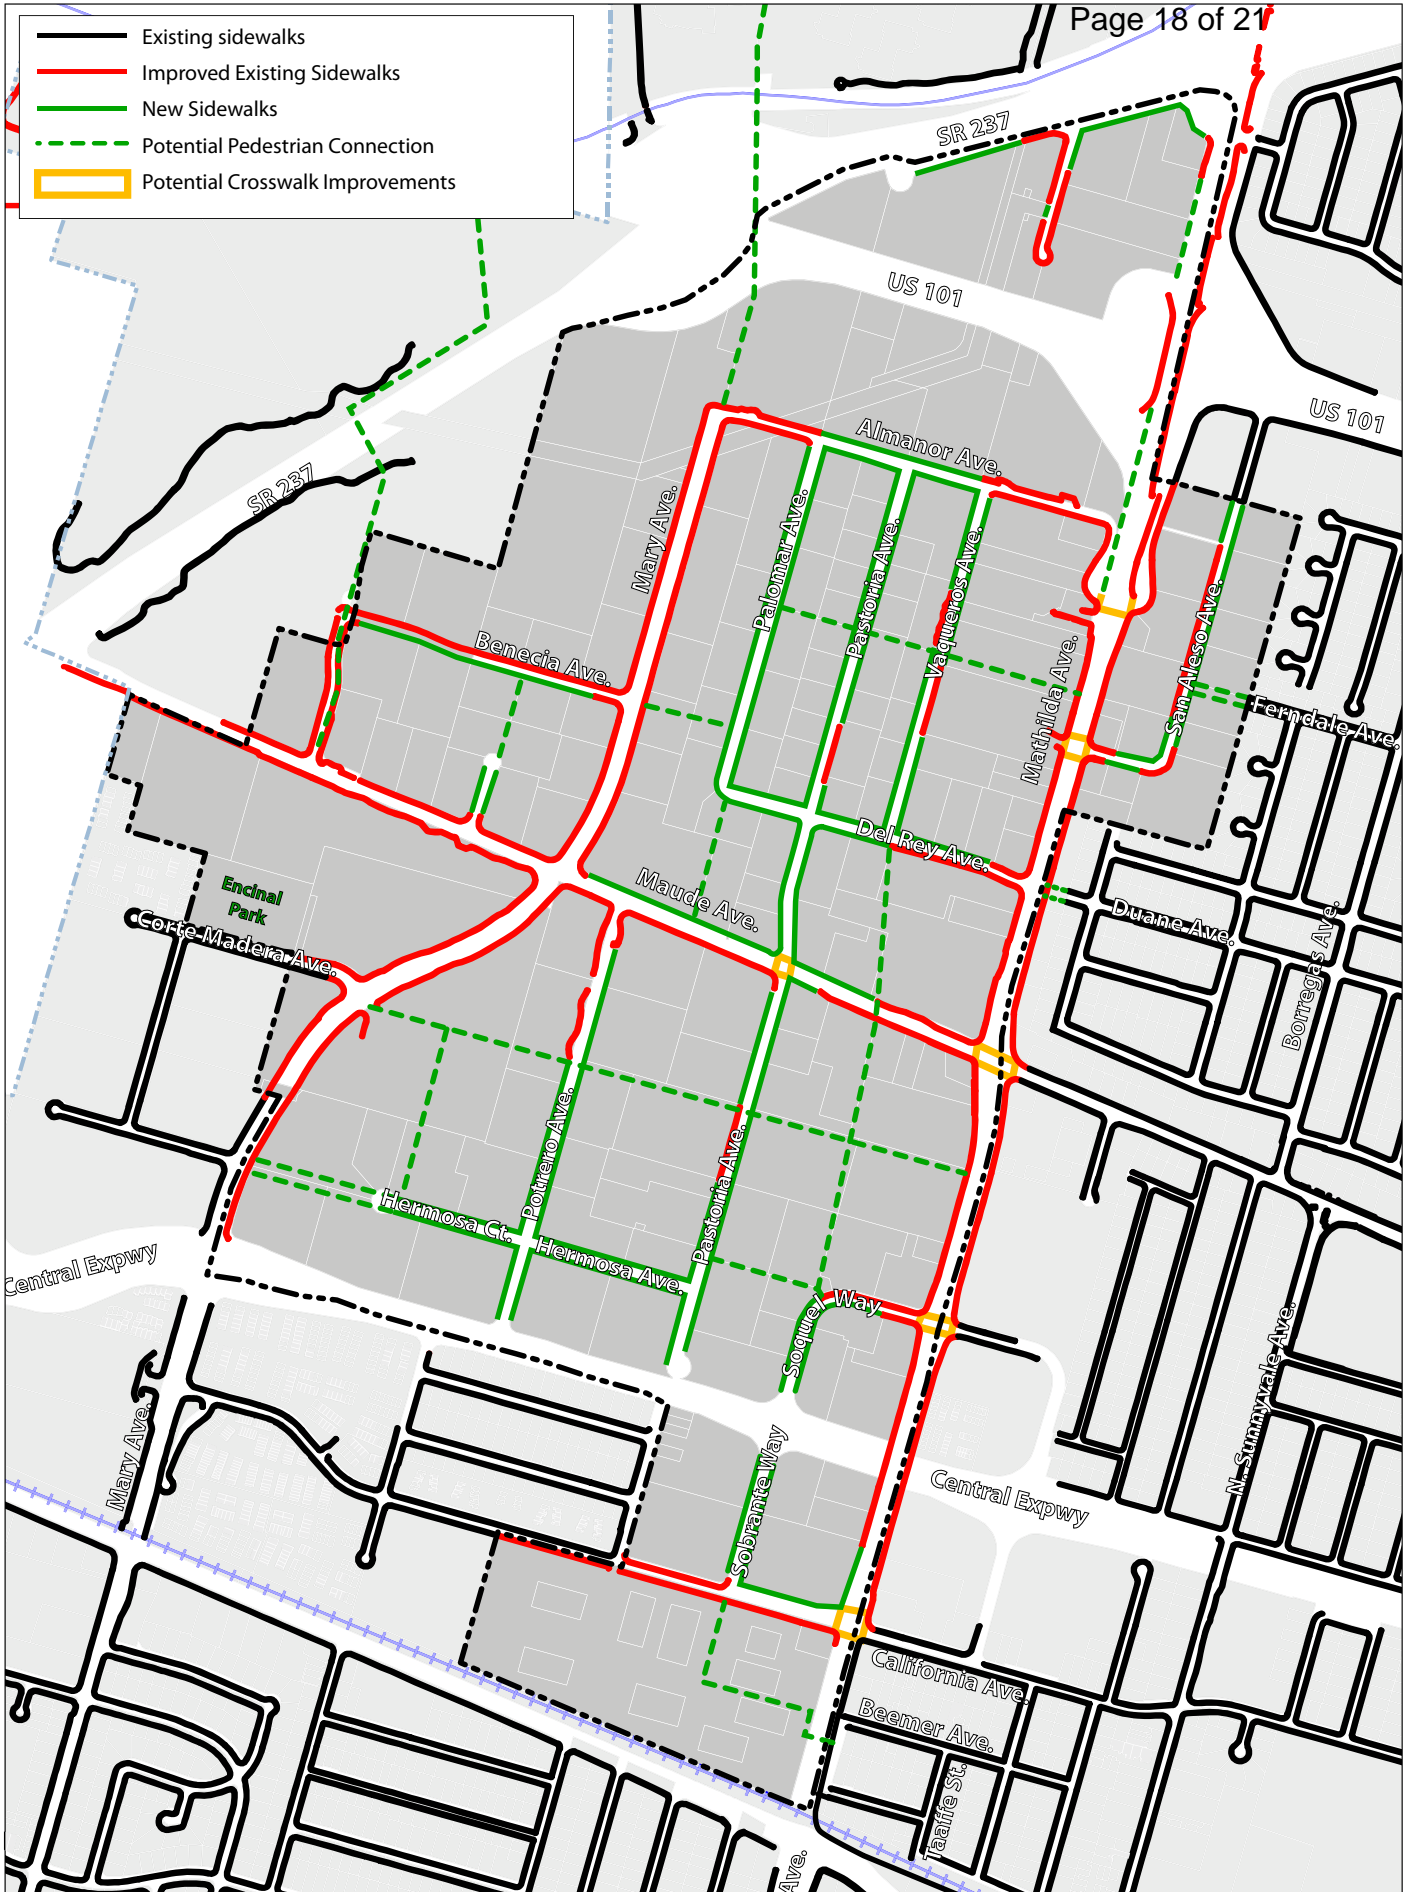 Page 18 of 21
Existing sidewalks
Improved Existing Sidewalks
New Sidewalks
Potential Pedestrian Connection
Potential Crosswalk Improvements
SR 237
US 101
US 101
Almanor Ave.
SR 237
Mary Ave.
Palomar Ave.
Pastoria Ave.
Vaqueros Ave.
Benecia Ave.
Mathilda Ave.
San Aleso Ave.
Ferndale Ave.
Del Rey Ave.
Maude Ave.
Encinal
Park
Corte Madera Ave.
Duane Ave.
Borregas Ave.
Potrero Ave.
Pastoria Ave.
Hermosa Ct.
Hermosa Ave.
Central Expwy
Soquel Way
N. Sunnyvale Ave.
Mary Ave.
Sobrante Way
Central Expwy
California Ave.
Beemer Ave.
Taaffe St.
Ave.